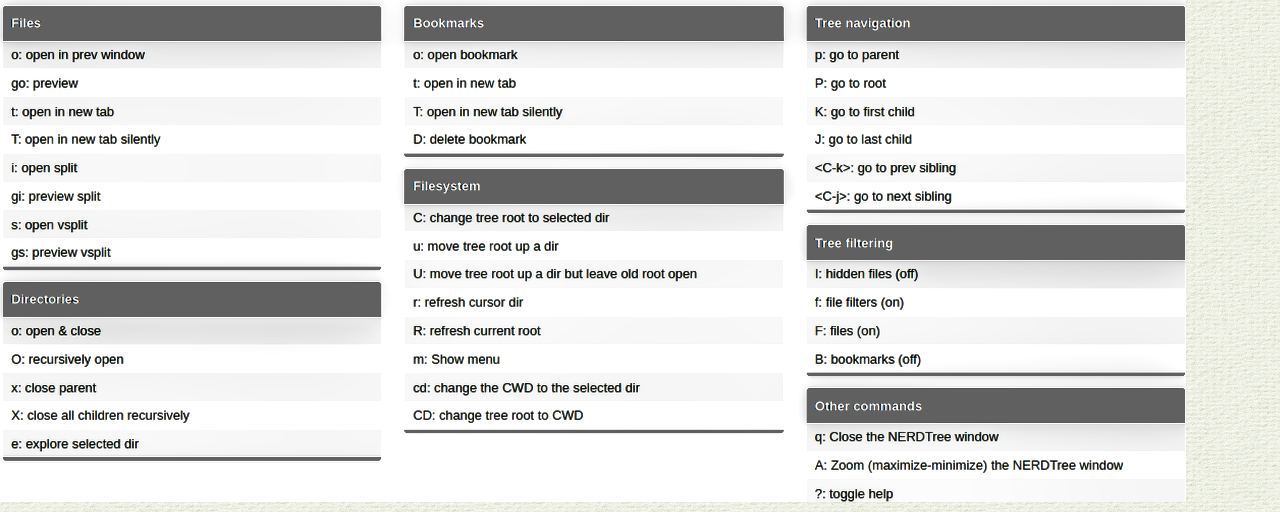 Files
o: open in prev window
go: preview
t: open in new tab
T: open in new tab silently
i: open split
gi: preview split
s: open vsplit
gs: preview vsplit
Directories
o: open & close
O: recursively open
x: close parent
X: close all children recursively
e: explore selected dir
Bookmarks
o: open bookmark
t: open in new tab
T: open in new tab silently
D: delete bookmark
Filesystem
C: change tree root to selected dir
u: move tree root up a dir
U: move tree root up a dir but leave old root open
r: refresh cursor dir
R: refresh current root
m: Show menu
cd: change the CWD to the selected dir
CD: change tree root to CWD
Tree navigation
p: go to parent
P: go to root
K: go to first child
J: go to last child
<C-k>: go to prev sibling
<C-j>: go to next sibling
Tree filtering
I: hidden files (off)
f: file filters (on)
F: files (on)
B: bookmarks (off)
Other commands
q: Close the NERDTree window
A: Zoom (maximize-minimize) the NERDTree window
?: toggle help